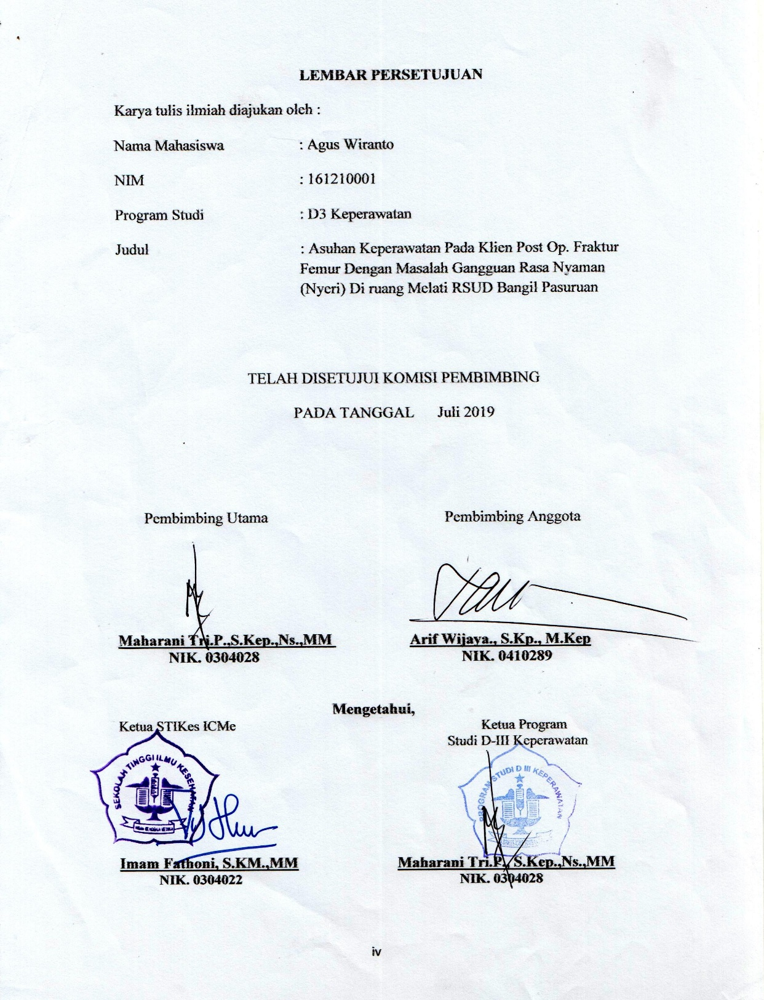 LEMBAR PERSETUJUAN
Karya tulis ilmiah diajukan oleh :
Nama Mahasiswa : Agus Wiranto
NIM : 161210001
Program Studi : D3 Keperawatan
Judul : Asuhan Keperawatan Pada Klien Post Op. Fraktur
Femur Dengan Masalah Gangguan Rasa Nyaman
(Nyeri) Di ruang Melati RSUD Bangil Pasuruan
TELAH DISETUJUI KOMISI PEMBIMBING
PADA TANGGAL Juli 2019
Pembimbing Utama
Maharani Tri.P.,S.Kep.,Ns.,MM
NIK. 0304028
Pembimbing Anggota
Arif Wijaya., S.Kp., M.Kep
NIK. 0410289
Mengetahui,
Ketua STIKes ICMe
SEKOLAH TINGGI ILMU KESEHATAN
INSAN CENDEKIA MEDIKA
Imam Fathoni, S.KM.,MM
NIK. 0304022
Ketua Program
Studi D-III Keperawatan
PROGRAM STUDI D III KEPERAWATAN
Maharani Tri.P., S.Kep.,Ns.,MM
NIK. 0304028
iv